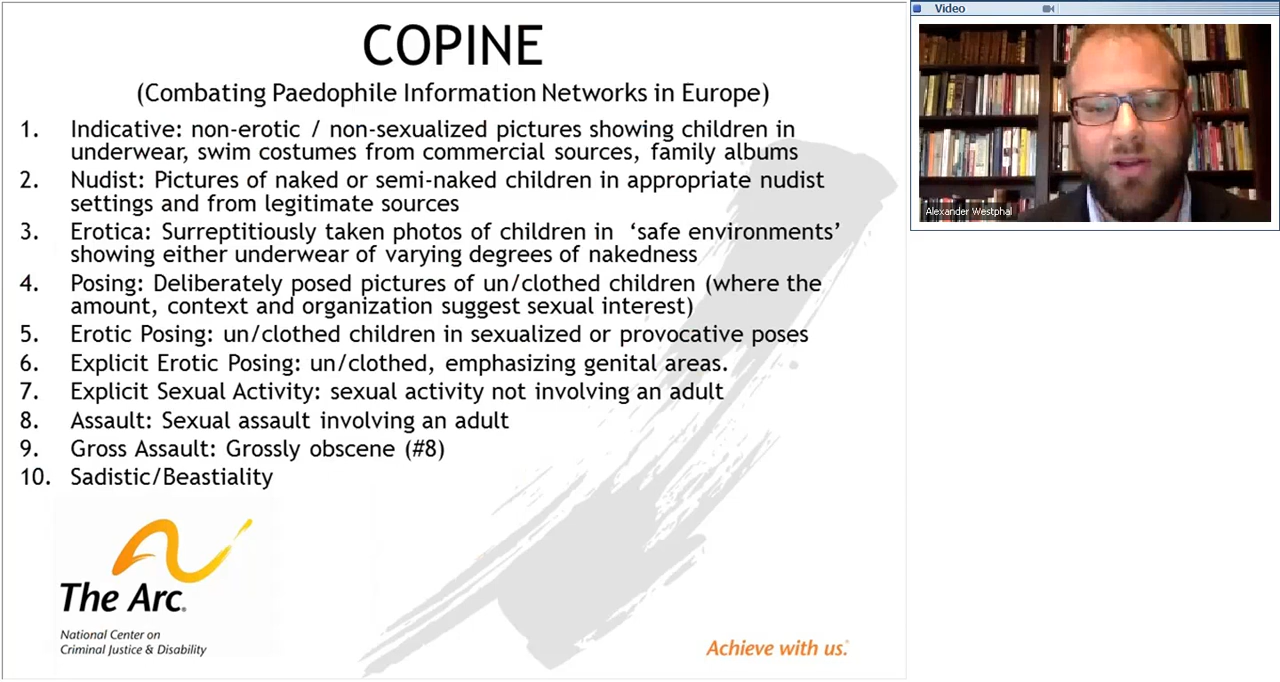 COPINE
(Combating Paedophile Information Networks in Europe)
1. Indicative: non-erotic / non-sexualized pictures showing children in
underwear, swim costumes from commercial sources, family albums
2. Nudist: Pictures of naked or semi-naked children in appropriate nudist
settings and from legitimate sources
3. Erotica: Surreptitiously taken photos of children in ‘safe environments’
showing either underwear of varying degrees of nakedness
4. Posing: Deliberately posed pictures of un/clothed children (where the
amount, context and organization suggest sexual interest)
5. Erotic Posing: un/clothed children in sexualized or provocative poses
6. Explicit Erotic Posing: un/clothed, emphasizing genital areas.
7. Explicit Sexual Activity: sexual activity not involving an adult
8. Assault: Sexual assault involving an adult
9. Gross Assault: Grossly obscene (#8)
10. Sadistic/Beastiality
The Arc®
National Center on
Criminal Justice & Disability
Achieve with us.
Video
Alexander Westphal